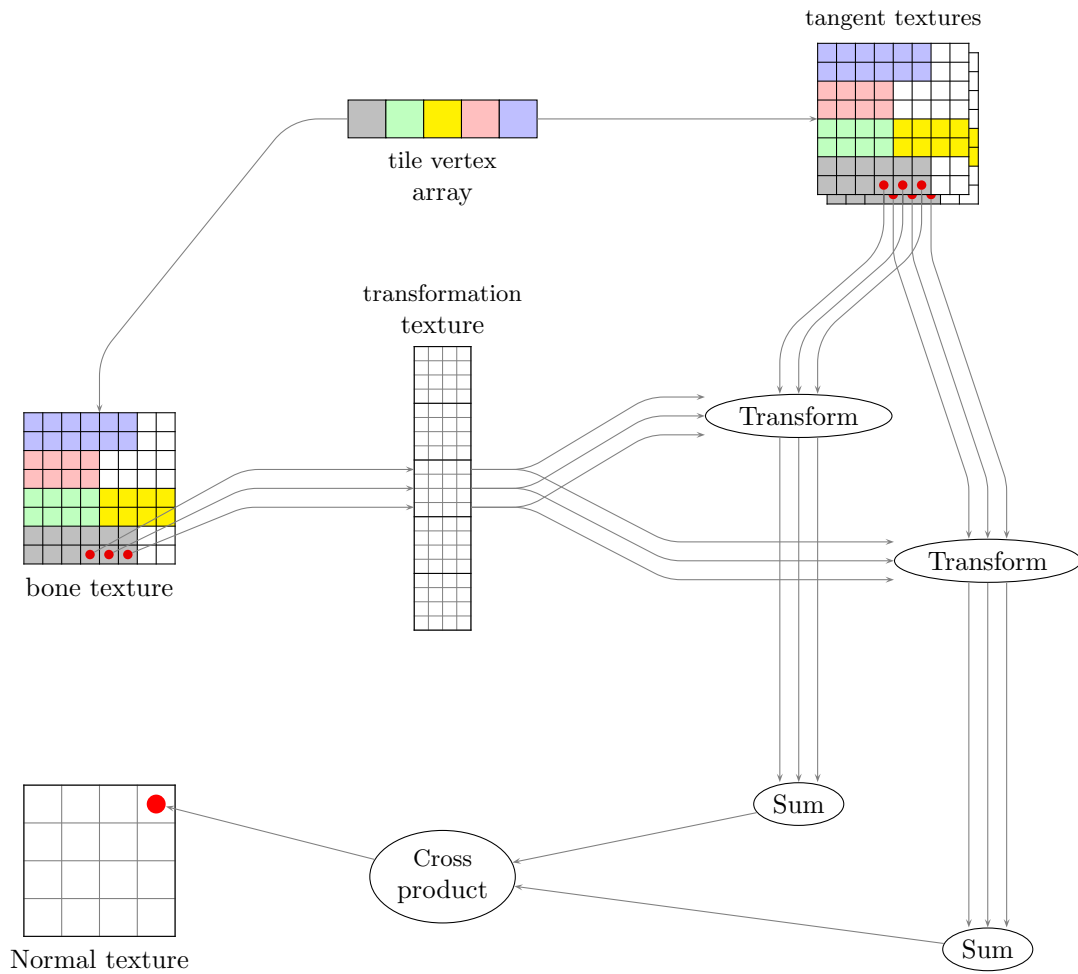 tangent textures
tile vertex
array
transformation
texture
Transform
bone texture
Transform
Sum
Cross
product
Normal texture
Sum